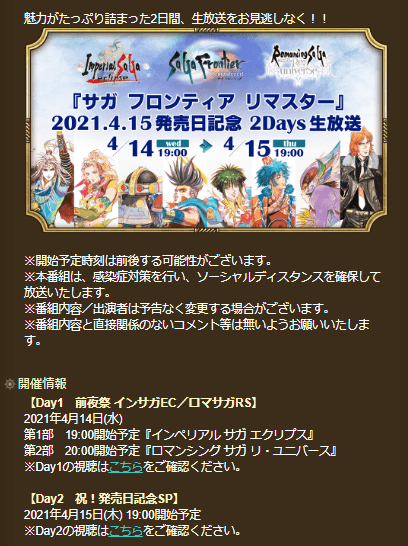 魅力がたっぷり詰まった2日間、生放送をお見逃しなく！！
Imperial SaGa
eclipse
SaGa Frontier
Romancing SaGa
universe
『サガ フロンティア リマスター』
2021.4.15発売日記念 2Days生放送
4/14 wed 19:00 4/15 thu 19:00
※開始予定時刻は前後する可能性がございます。
※本番組は、感染症対策を行い、ソーシャルディスタンスを確保して
放送いたします。
※番組内容／出演者は予告なく変更する場合がございます。
※番組内容と直接関係のないコメント等は無いようお願いいたしま
す。
開催情報
【Day1　前夜祭 インサガEC／ロマサガRS】
2021年4月14日(水)
第1部　19:00開始予定『インペリアル サガ エクリプス』
第2部　20:00開始予定『ロマンシング サガ リ・ユニバース』
※Day1の視聴はこちらをご確認ください。
【Day2　祝！発売日記念SP】
2021年4月15日(木) 19:00開始予定
※Day2の視聴はこちらをご確認ください。